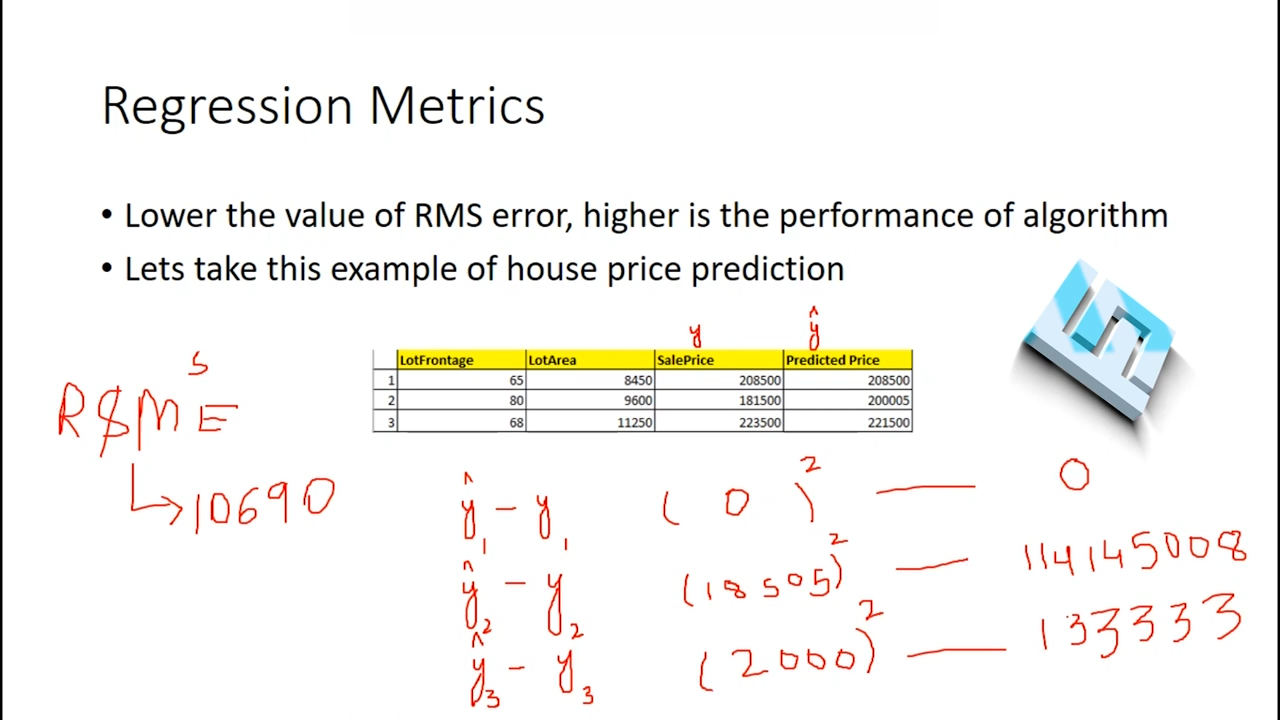 Regression Metrics
• Lower the value of RMS error, higher is the performance of algorithm
• Lets take this example of house price prediction
y ŷ
LotFrontage LotArea SalePrice Predicted Price
1 65 8450 208500 208500
2 80 9600 181500 200005
3 68 11250 223500 221500
S
R$ME
↳ 10690
ŷ₁ - y₁ ( 0 )² — 0
ŷ₂ - y₂ (18505)² — 114145008
ŷ₃ - y₃ (2000)² — 133333